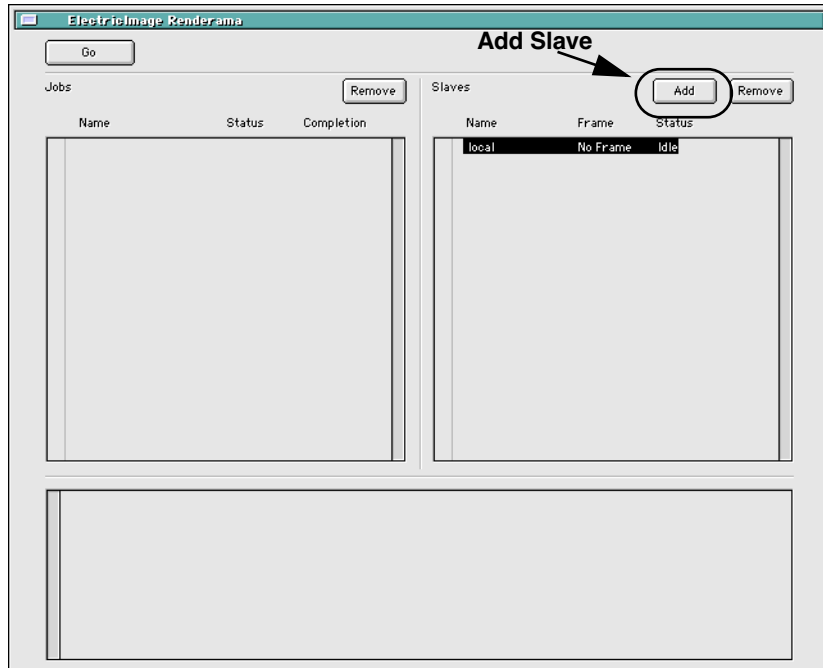 ElectricImage Renderama
Go
Add Slave
Jobs
Remove
Slaves
Add
Remove
Name Status Completion
Name Frame Status
local No Frame Idle